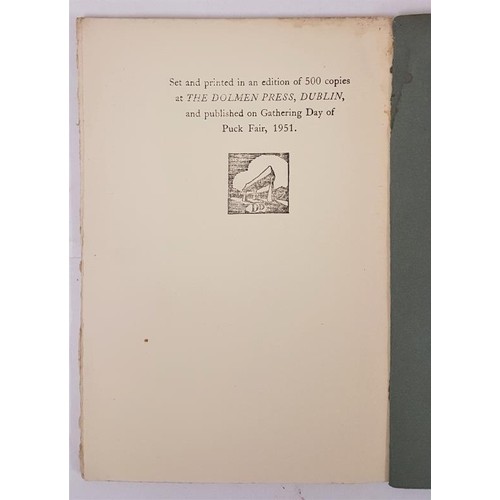 Set and printed in an edition of 500 copies
at THE DOLMEN PRESS, DUBLIN,
and published on Gathering Day of
Puck Fair, 1951.